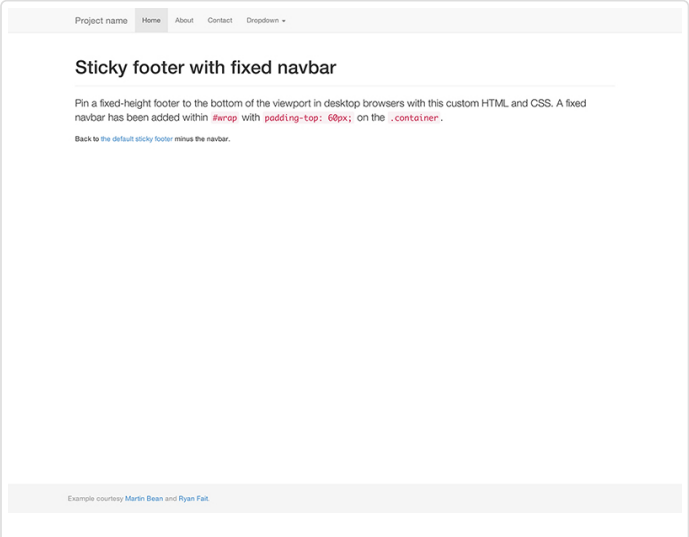 Project name Home About Contact Dropdown
Sticky footer with fixed navbar
Pin a fixed-height footer to the bottom of the viewport in desktop browsers with this custom HTML and CSS. A fixed
navbar has been added within #wrap with padding-top: 60px; on the .container.
Back to the default sticky footer minus the navbar.
Example courtesy Martin Bean and Ryan Fait.